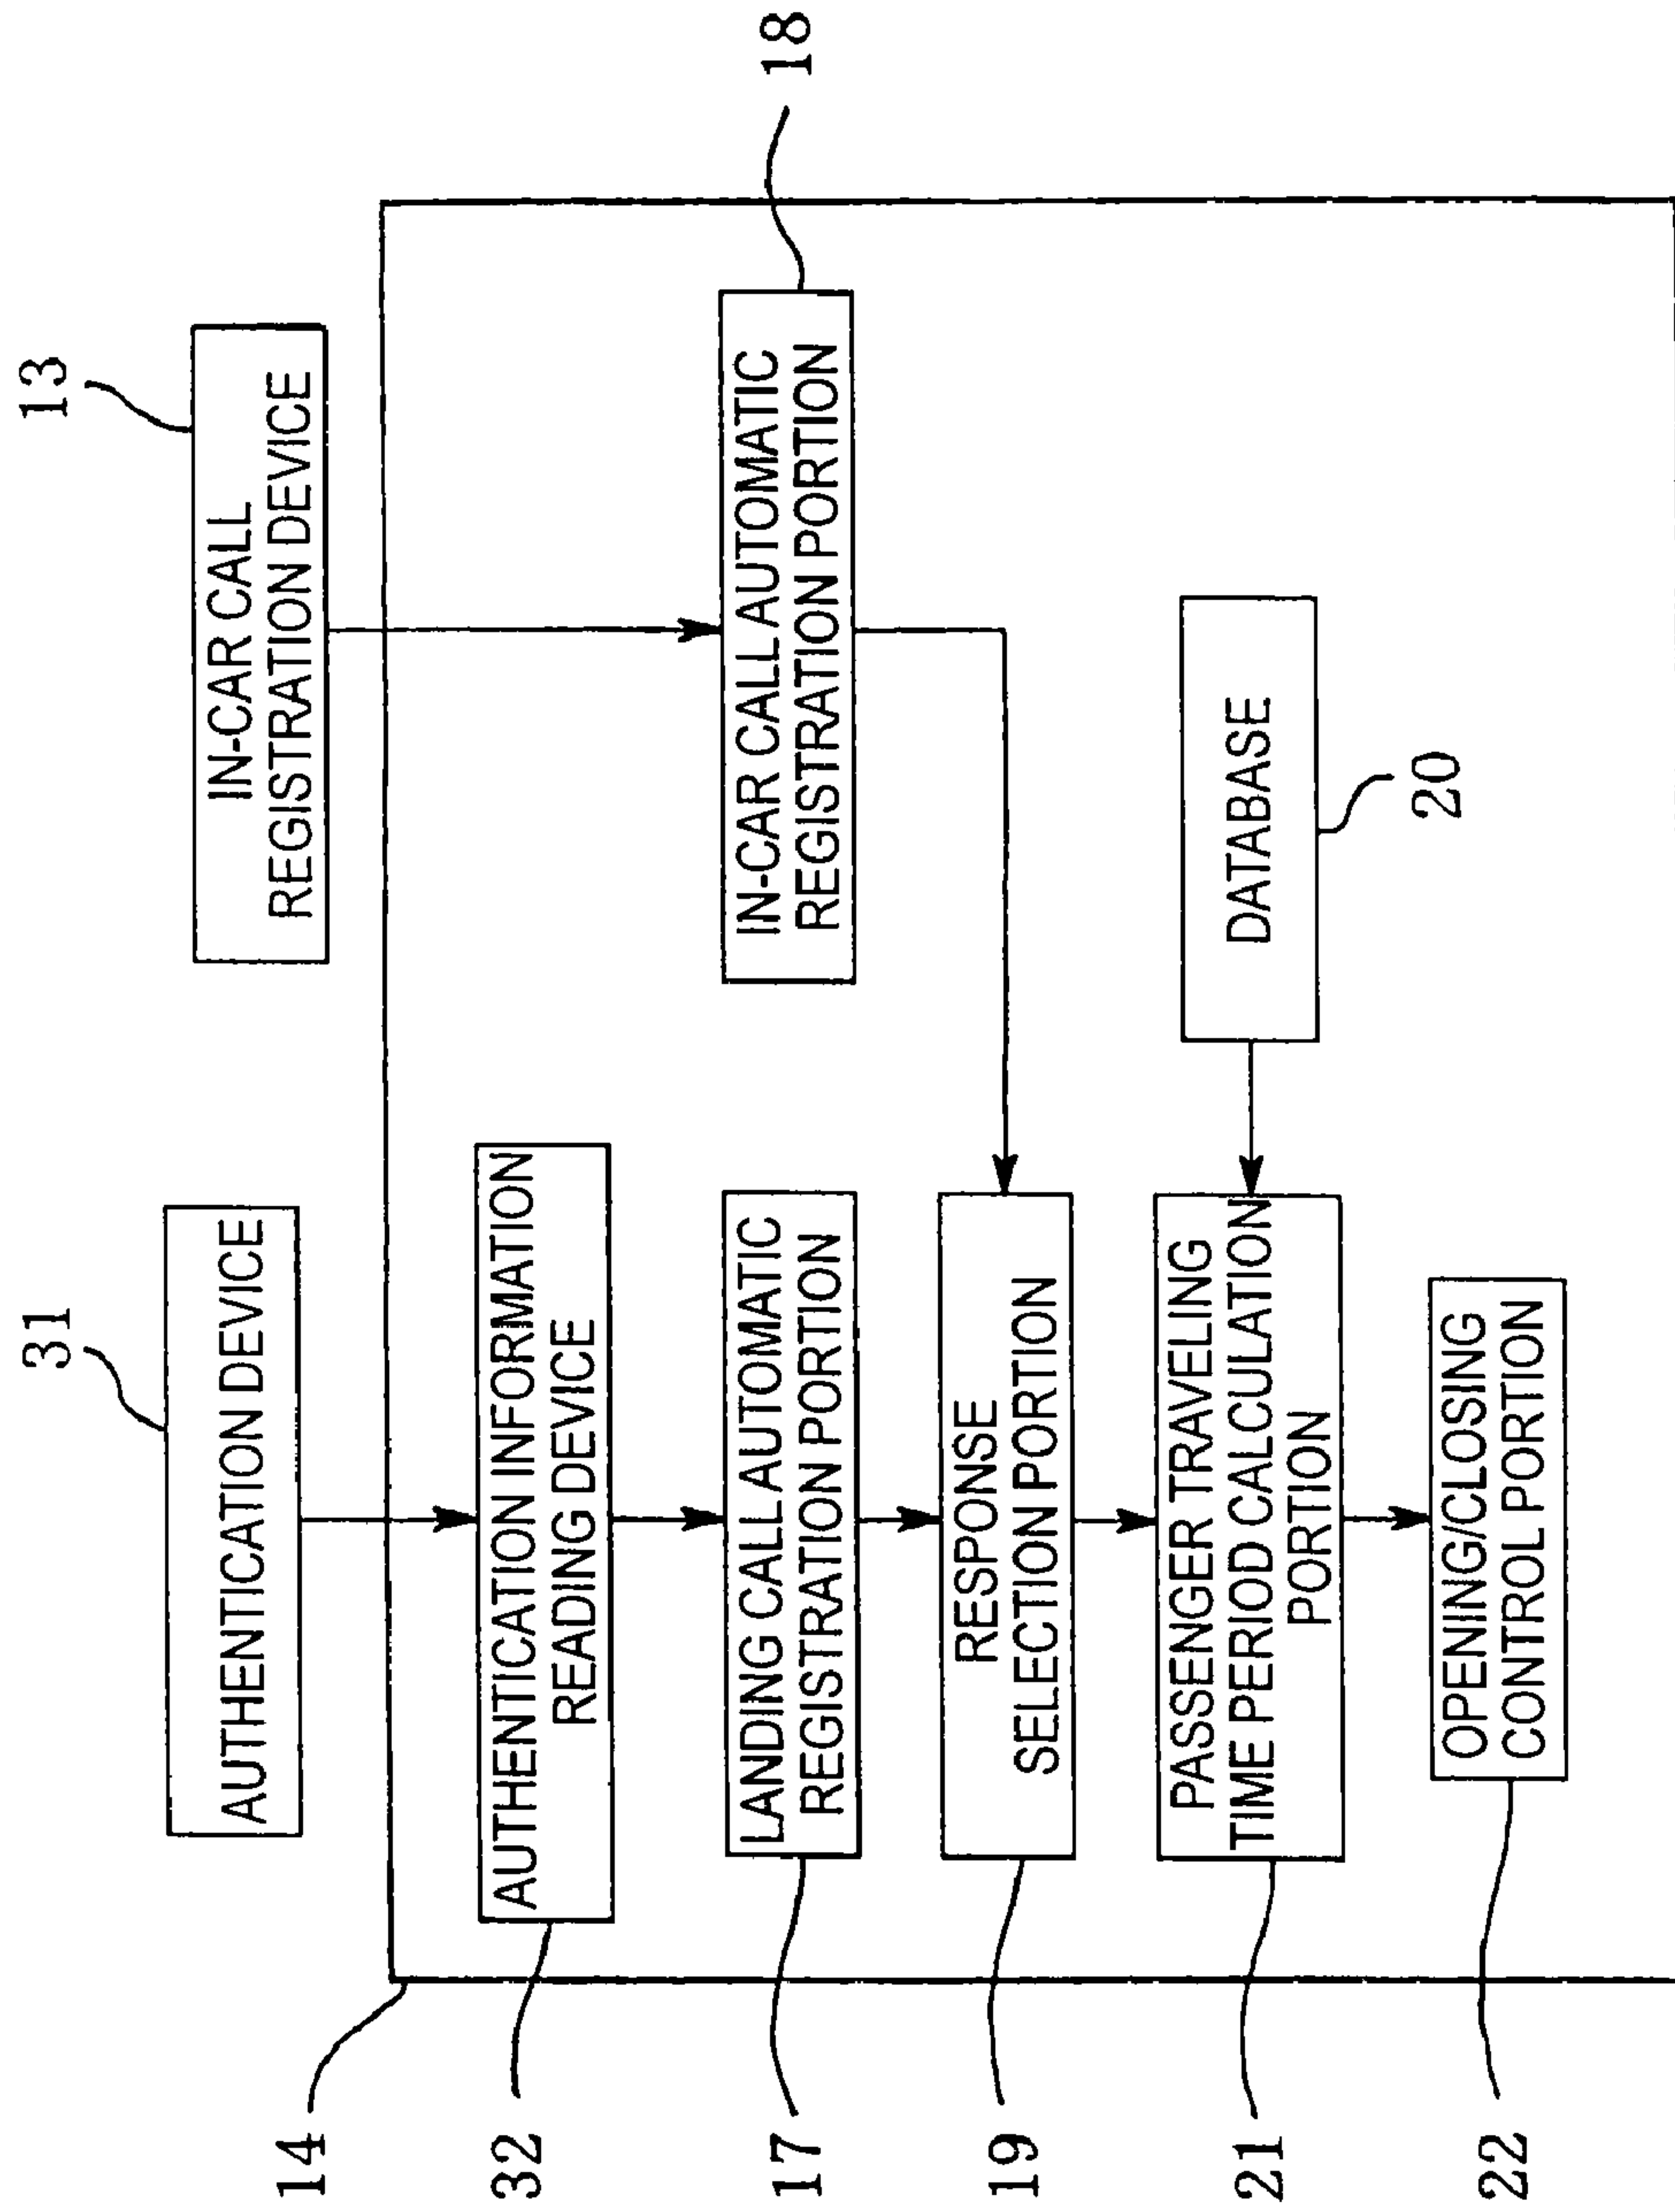 31
AUTHENTICATION DEVICE
13
IN-CAR CALL
REGISTRATION DEVICE
14
32
AUTHENTICATION INFORMATION
READING DEVICE
17
LANDING CALL AUTOMATIC
REGISTRATION PORTION
IN-CAR CALL AUTOMATIC
REGISTRATION PORTION
18
19
RESPONSE
SELECTION PORTION
21
PASSENGER TRAVELING
TIME PERIOD CALCULATION
PORTION
DATABASE
20
22
OPENING/CLOSING
CONTROL PORTION